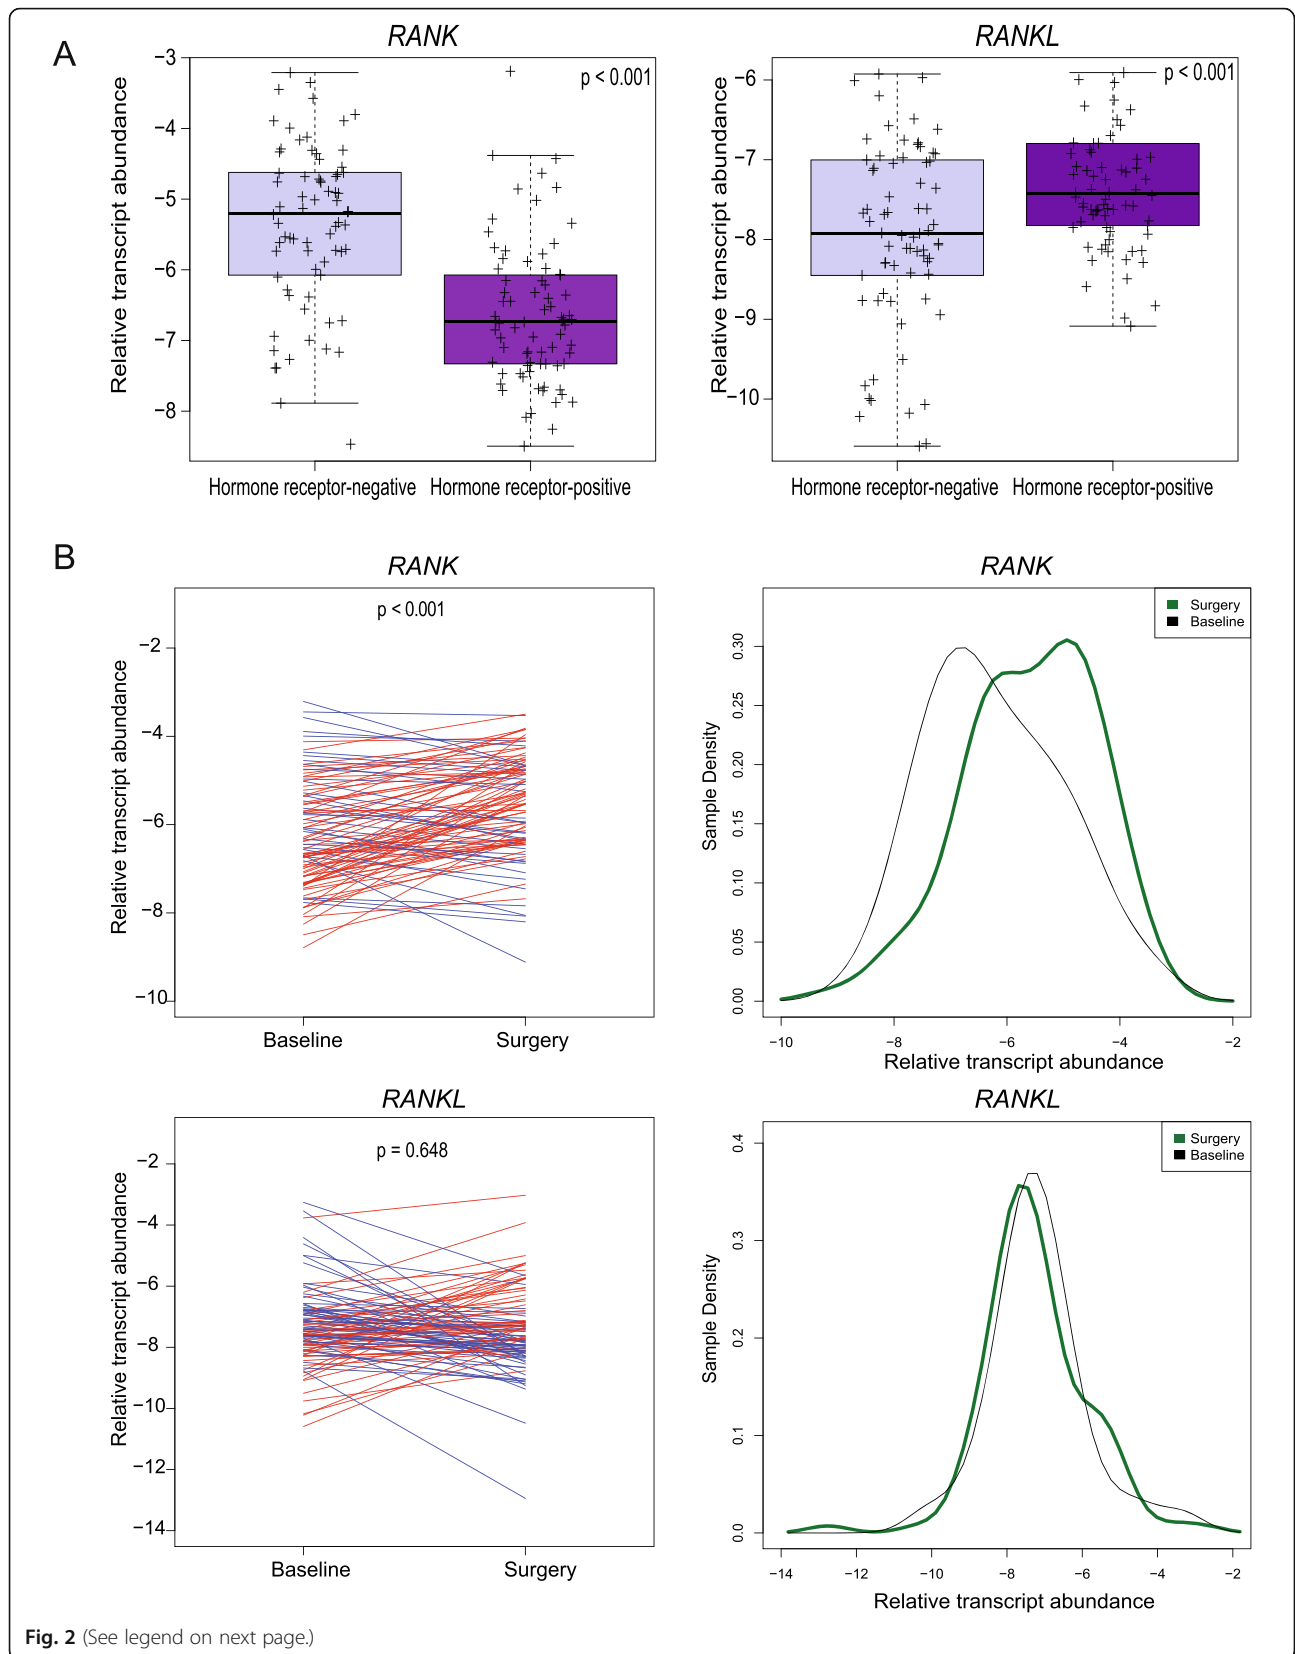 A
RANK
p < 0.001
Relative transcript abundance
−3
−4
−5
−6
−7
−8
Hormone receptor-negative Hormone receptor-positive
RANKL
p < 0.001
Relative transcript abundance
−6
−7
−8
−9
−10
Hormone receptor-negative Hormone receptor-positive
B
RANK
p < 0.001
Relative transcript abundance
−2
−4
−6
−8
−10
Baseline Surgery
RANK
Surgery
Baseline
Sample Density
0.30
0.25
0.20
0.15
0.10
0.05
0.00
−10 −8 −6 −4 −2
Relative transcript abundance
RANKL
p = 0.648
Relative transcript abundance
−2
−4
−6
−8
−10
−12
−14
Baseline Surgery
RANKL
Surgery
Baseline
Sample Density
0.4
0.3
0.2
0.1
0.0
−14 −12 −10 −8 −6 −4 −2
Relative transcript abundance
Fig. 2 (See legend on next page.)